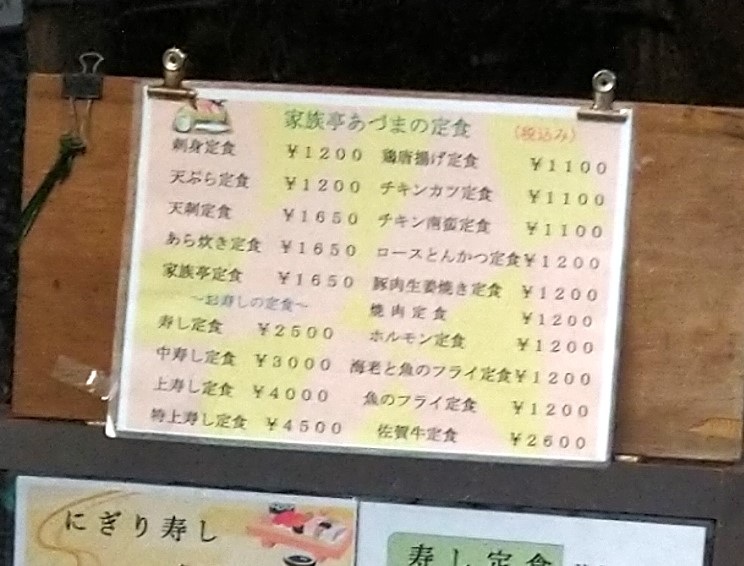 家族亭あづまの定食 (税込み)
刺身定食 ¥1200
天ぷら定食 ¥1200
天刺定食 ¥1650
あら炊き定食 ¥1650
家族亭定食 ¥1650
～お寿しの定食～
寿し定食 ¥2500
中寿し定食 ¥3000
上寿し定食 ¥4000
特上寿し定食 ¥4500
鶏唐揚げ定食 ¥1100
チキンカツ定食 ¥1100
チキン南蛮定食 ¥1100
ロースとんかつ定食 ¥1200
豚肉生姜焼き定食 ¥1200
焼肉定食 ¥1200
ホルモン定食 ¥1200
海老と魚のフライ定食 ¥1200
魚のフライ定食 ¥1200
佐賀牛定食 ¥2600
にぎり寿し
寿し定食